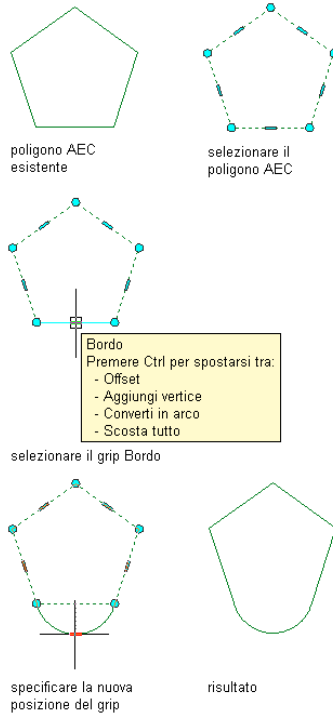 poligono AEC
esistente
selezionare il
poligono AEC
Bordo
Premere Ctrl per spostarsi tra:
- Offset
- Aggiungi vertice
- Converti in arco
- Scosta tutto
selezionare il grip Bordo
specificare la nuova
posizione del grip
risultato